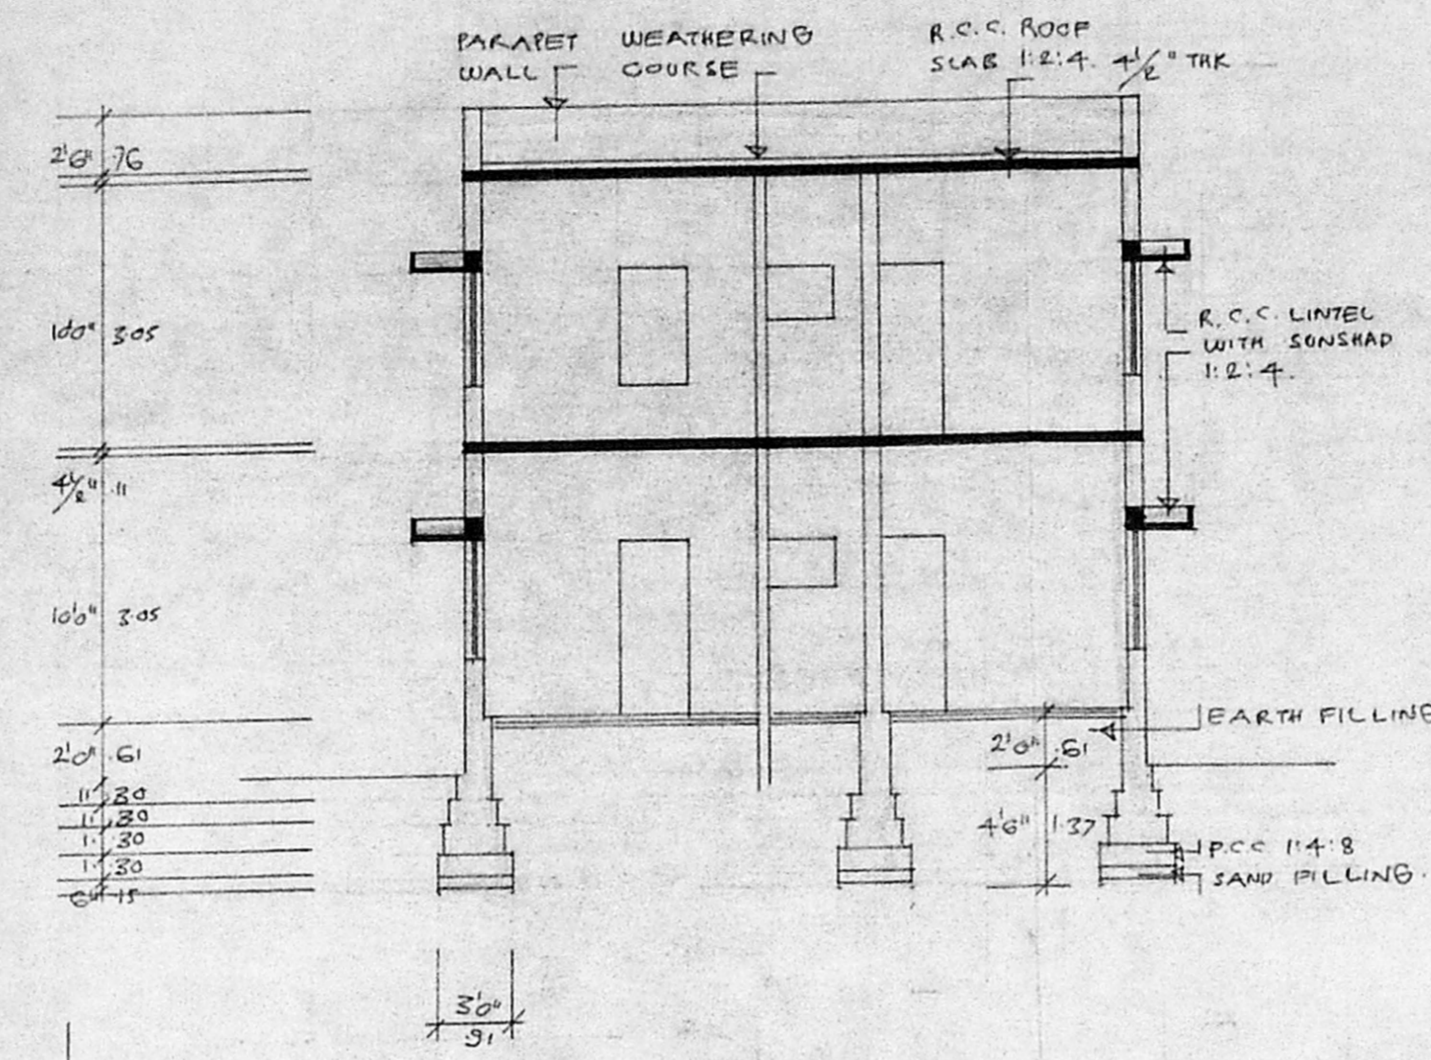 PARAPET
WALL
WEATHERING
COURSE
R.C.C. ROOF
SLAB 1:2:4. 4½" THK
2'6" .76
10'0" 3.05
R.C.C. LINTEL
WITH SUNSHAD
1:2:4.
4½" .11
10'0" 3.05
EARTH FILLING
2'0" .61
2'0" .61
1' .30
1' .30
1' .30
1' .30
6" .15
4'6" 1.37
P.C.C 1:4:8
SAND FILLING.
3'0"
.91